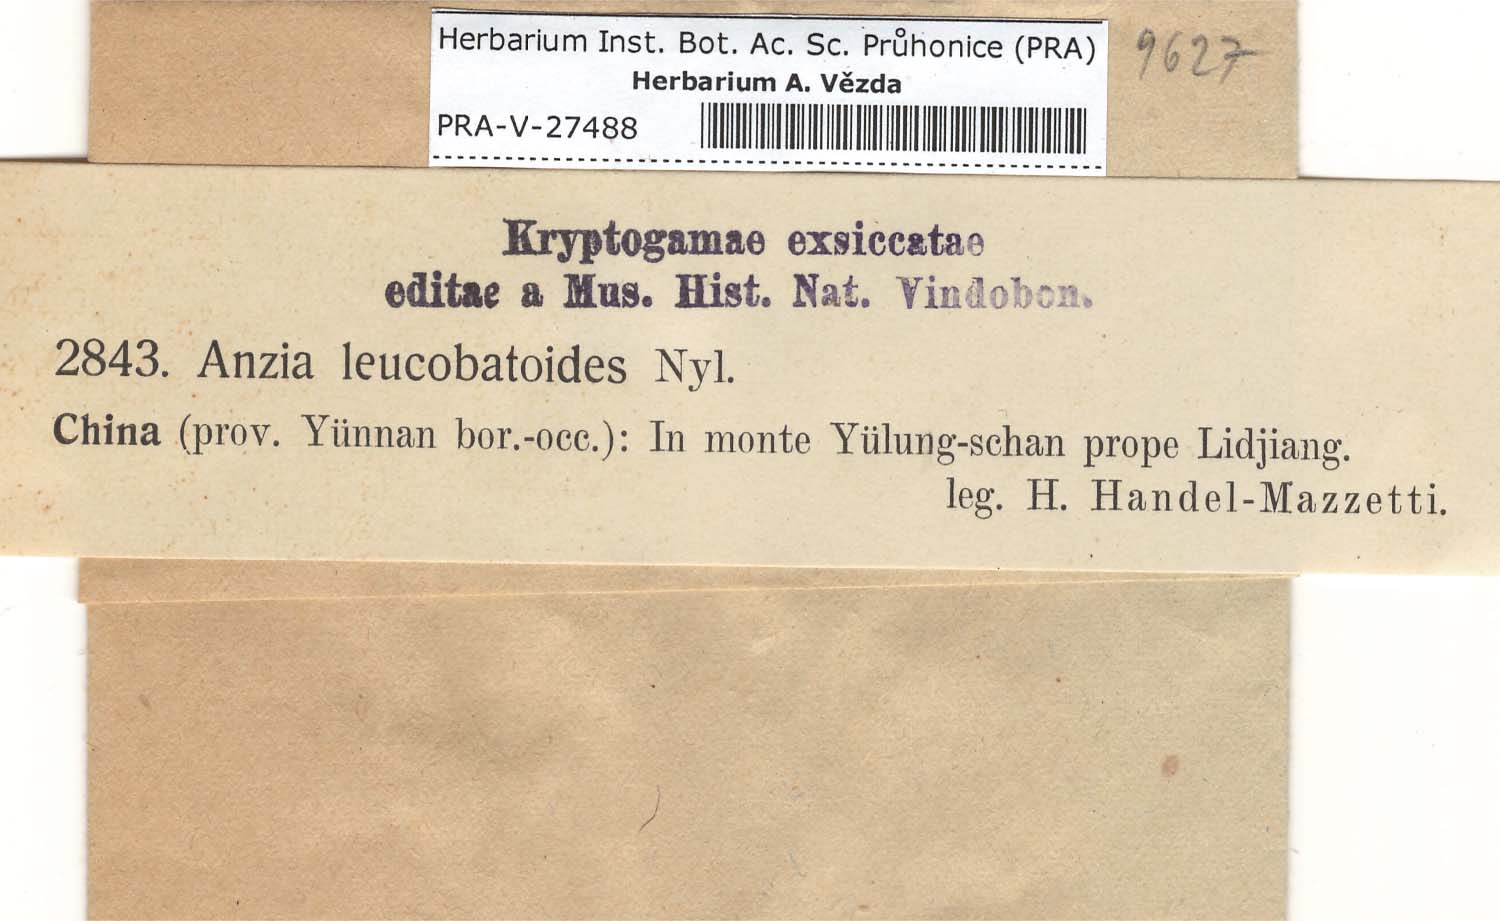 Herbarium Inst. Bot. Ac. Sc. Průhonice (PRA)
9627
Herbarium A. Vězda
PRA-V-27488
Kryptogamae exsiccatae
editae a Mus. Hist. Nat. Vindobon.
2843. Anzia leucobatoides Nyl.
China (prov. Yünnan bor.-occ.): In monte Yülung-schan prope Lidjiang.
leg. H. Handel-Mazzetti.